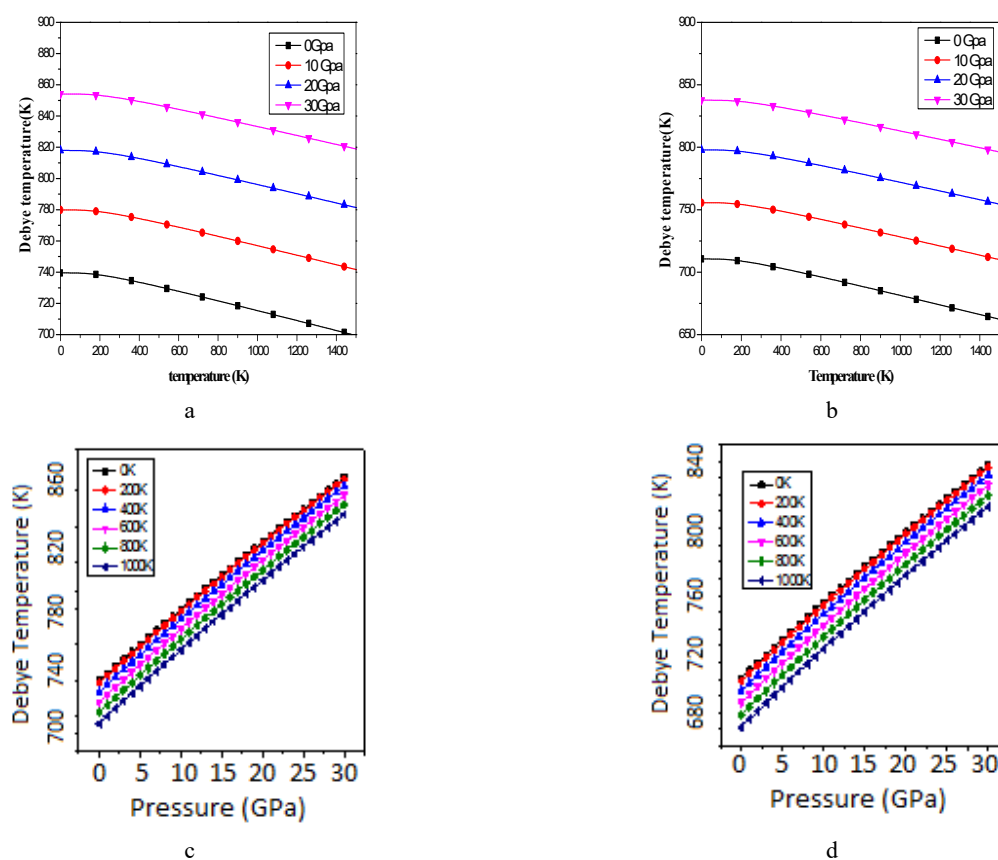 900
880
860
840
820
800
780
760
740
720
700
Debye temperature(K)
0Gpa
10 Gpa
20Gpa
30Gpa
0 200 400 600 800 1000 1200 1400
temperature (K)
a
900
850
800
750
700
650
Debye temperature(K)
0 Gpa
10 Gpa
20 Gpa
30 Gpa
0 200 400 600 800 1000 1200 1400
Temperature (K)
b
860
820
780
740
700
Debye Temperature (K)
0K
200K
400K
600K
800K
1000K
0 5 10 15 20 25 30
Pressure (GPa)
c
840
800
760
720
680
Debye Temperature (K)
0K
200K
400K
600K
800K
1000K
0 5 10 15 20 25 30
Pressure (GPa)
d